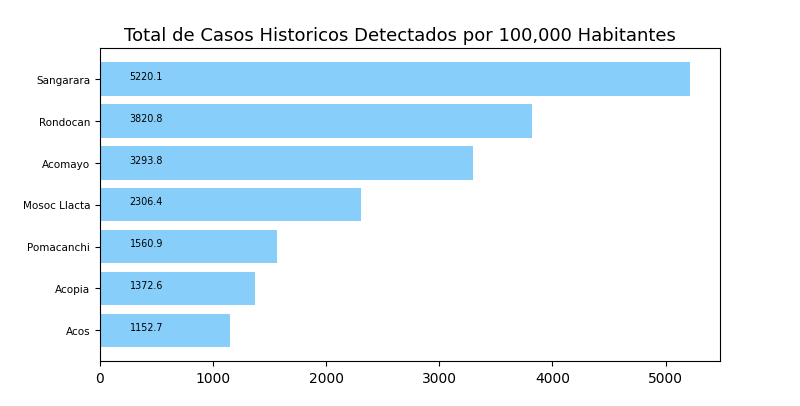 Total de Casos Historicos Detectados por 100,000 Habitantes
Sangarara 5220.1
Rondocan 3820.8
Acomayo 3293.8
Mosoc Llacta 2306.4
Pomacanchi 1560.9
Acopia 1372.6
Acos 1152.7
0 1000 2000 3000 4000 5000